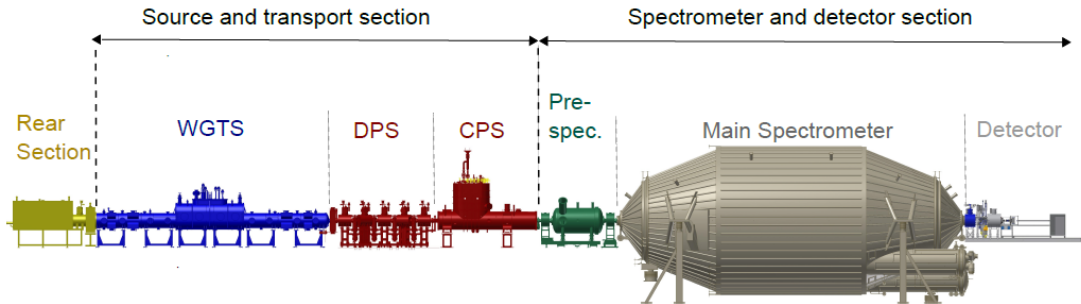 Source and transport section
Spectrometer and detector section
Rear
Section
WGTS
DPS
CPS
Pre-
spec.
Main Spectrometer
Detector